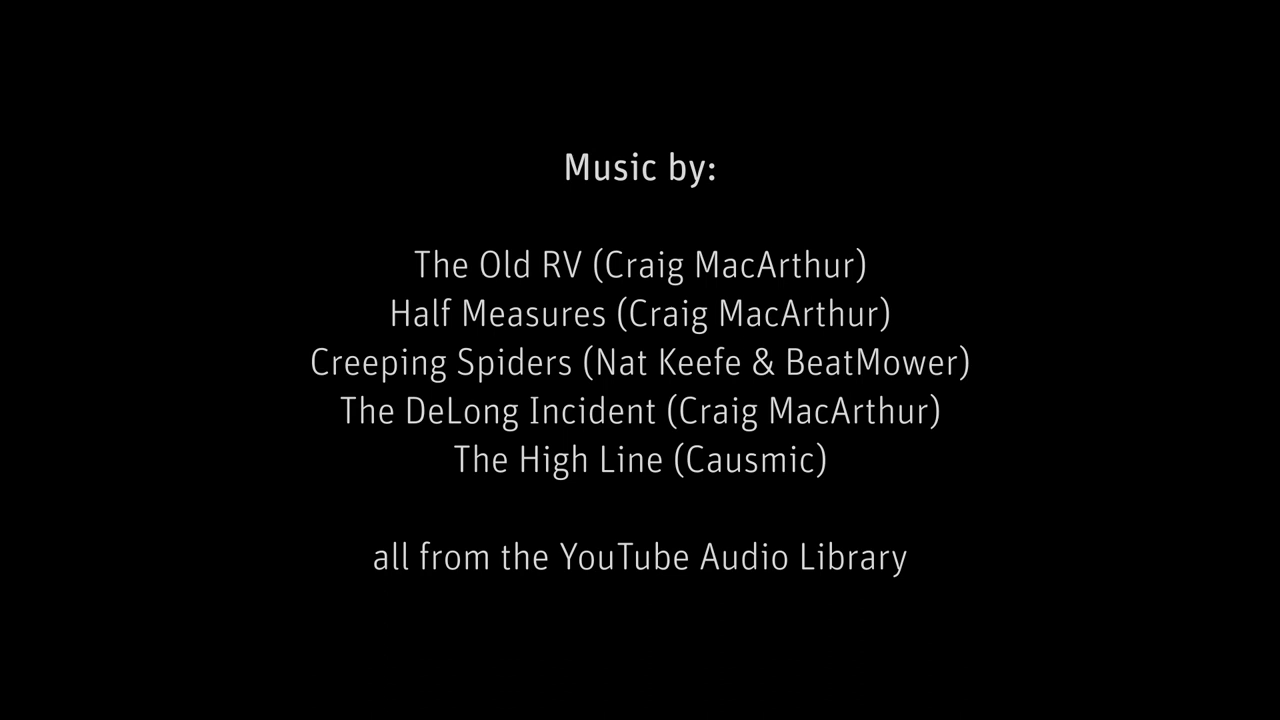 Music by:
The Old RV (Craig MacArthur)
Half Measures (Craig MacArthur)
Creeping Spiders (Nat Keefe & BeatMower)
The DeLong Incident (Craig MacArthur)
The High Line (Causmic)
all from the YouTube Audio Library